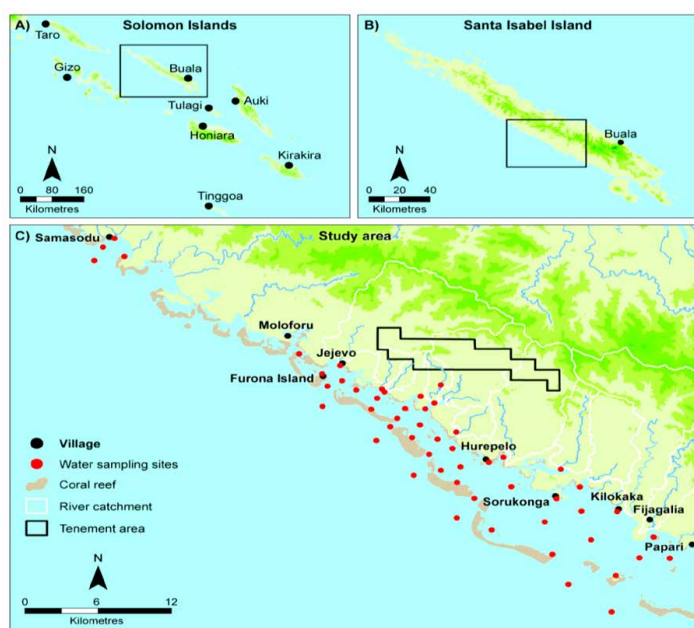 A) Solomon Islands
Taro
Gizo
Buala
Tulagi
Auki
Honiara
Kirakira
Tinggoa
N
0 80 160
Kilometres
B) Santa Isabel Island
Buala
N
0 20 40
Kilometres
C) Study area
Samasodu
Moloforu
Jejevo
Furona Island
Hurepelo
Sorukonga
Kilokaka
Fijagalia
Papari
Village
Water sampling sites
Coral reef
River catchment
Tenement area
N
0 6 12
Kilometres